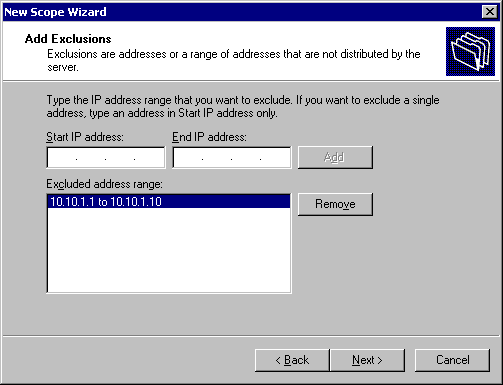 New Scope Wizard
Add Exclusions
Exclusions are addresses or a range of addresses that are not distributed by the
server.
Type the IP address range that you want to exclude. If you want to exclude a single
address, type an address in Start IP address only.
Start IP address: End IP address:
. . . . . . Add
Excluded address range:
10.10.1.1 to 10.10.1.10
Remove
< Back Next > Cancel